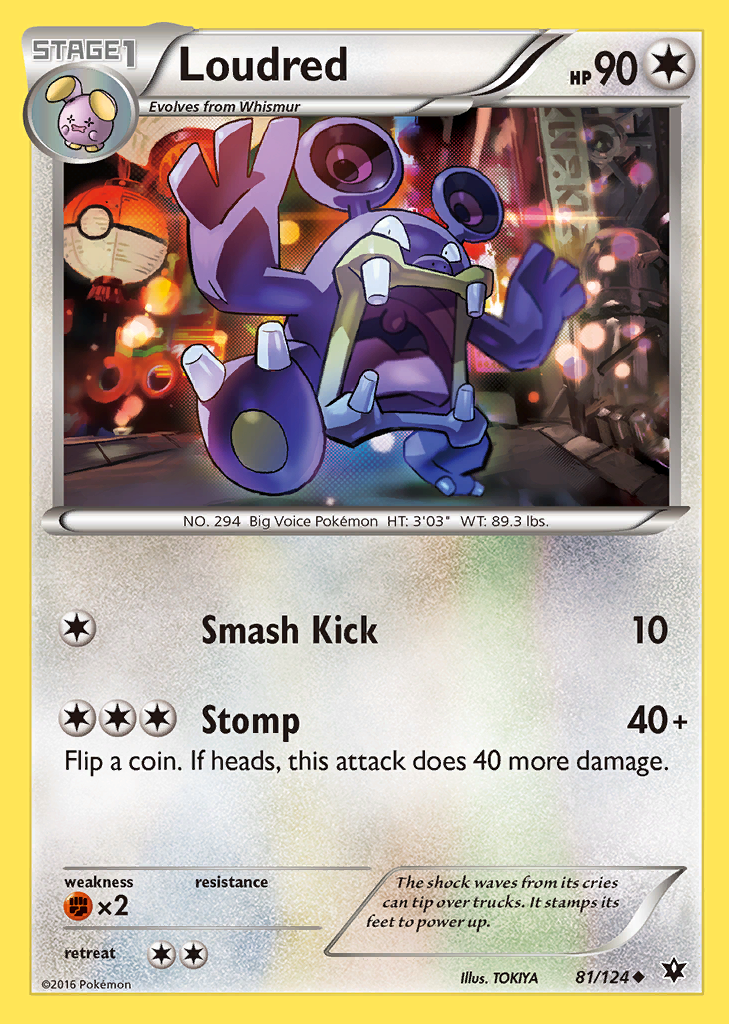 STAGE1
Loudred
HP 90
Evolves from Whismur
NO. 294 Big Voice Pokémon HT: 3'03" WT: 89.3 lbs.
Smash Kick 10
Stomp 40+
Flip a coin. If heads, this attack does 40 more damage.
weakness resistance
×2
The shock waves from its cries
can tip over trucks. It stamps its
feet to power up.
retreat
©2016 Pokémon
Illus. TOKIYA 81/124